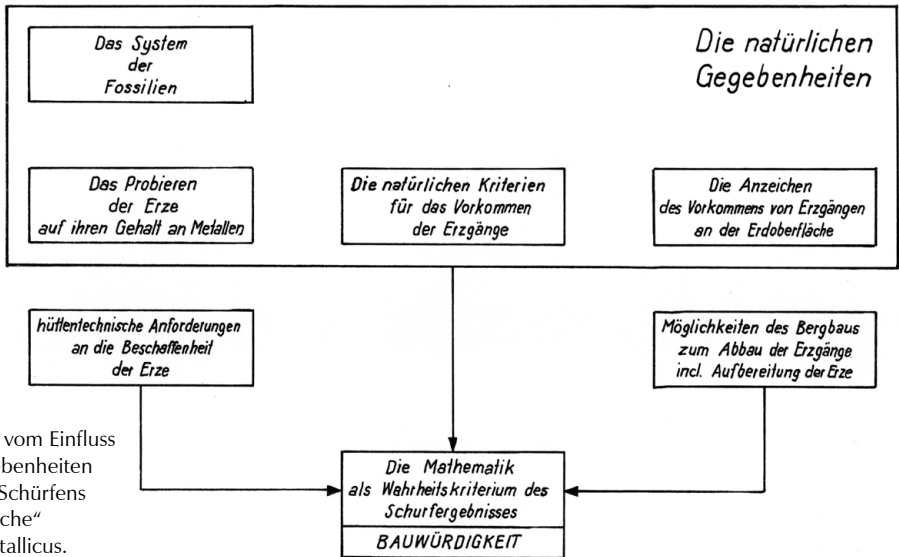 Das System
der
Fossilien
Die natürlichen
Gegebenheiten
Das Probieren
der Erze
auf ihren Gehalt an Metallen
Die natürlichen Kriterien
für das Vorkommen
der Erzgänge
Die Anzeichen
des Vorkommens von Erzgängen
an der Erdoberfläche
hüttentechnische Anforderungen
an die Beschaffenheit
der Erze
Möglichkeiten des Bergbaus
zum Abbau der Erzgänge
incl. Aufbereitung der Erze
vom Einfluss
benheiten
Schürfens
che“
tallicus.
Die Mathematik
als Wahrheitskriterium des
Schurfergebnisses
BAUWÜRDIGKEIT